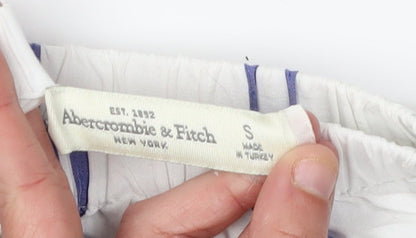 EST. 1892
Abercrombie & Fitch
NEW YORK
S
MADE
IN TURKEY